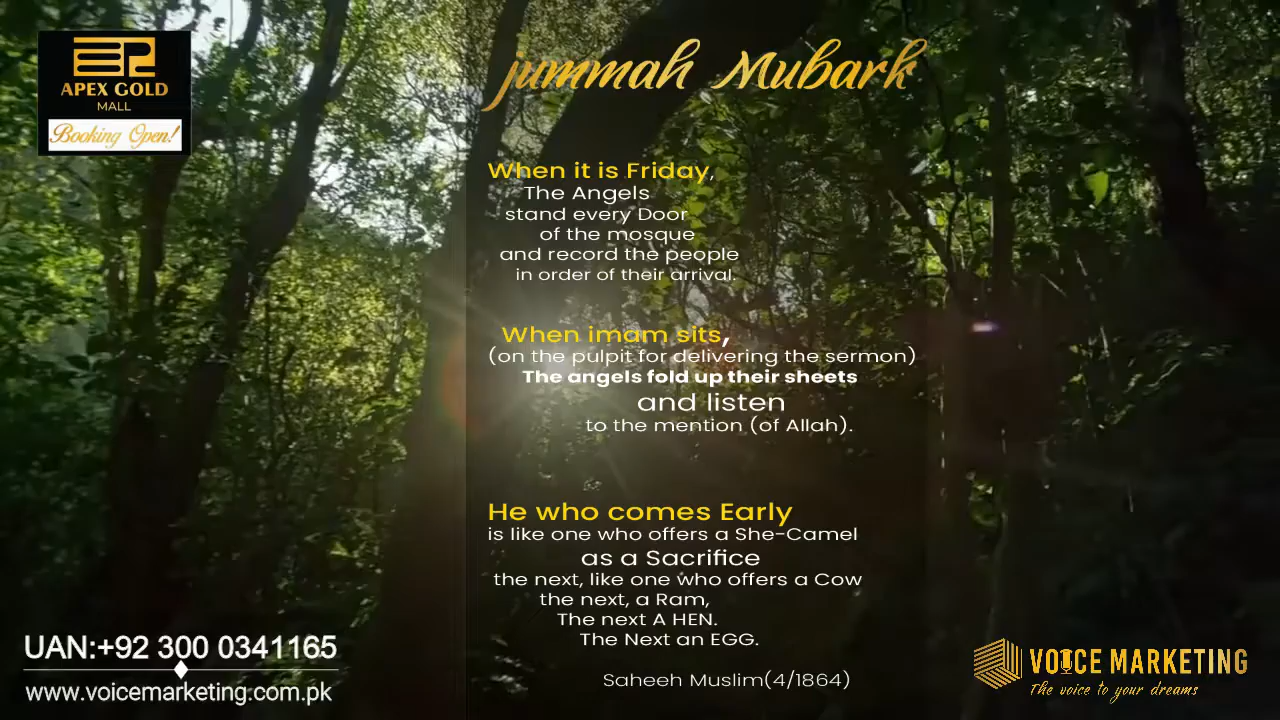 APEX GOLD
MALL
Booking Open!
jummah Mubark
When it is Friday,
The Angels
stand every Door
of the mosque
and record the people
in order of their arrival.
When imam sits,
(on the pulpit for delivering the sermon)
The angels fold up their sheets
and listen
to the mention (of Allah).
He who comes Early
is like one who offers a She-Camel
as a Sacrifice
the next, like one who offers a Cow
the next, a Ram,
The next A HEN.
The Next an EGG.
Saheeh Muslim(4/1864)
UAN:+92 300 0341165
www.voicemarketing.com.pk
VOICE MARKETING
The voice to your dreams